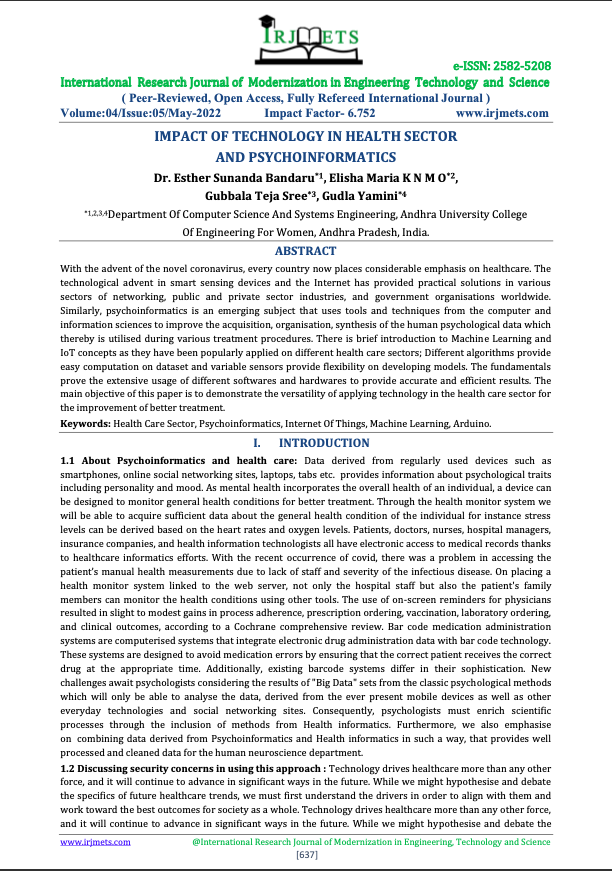 IRJMETS
e-ISSN: 2582-5208
International Research Journal of Modernization in Engineering Technology and Science
( Peer-Reviewed, Open Access, Fully Refereed International Journal )
Volume:04/Issue:05/May-2022 Impact Factor- 6.752 www.irjmets.com
IMPACT OF TECHNOLOGY IN HEALTH SECTOR
AND PSYCHOINFORMATICS
Dr. Esther Sunanda Bandaru*1, Elisha Maria K N M O*2,
Gubbala Teja Sree*3, Gudla Yamini*4
*1,2,3,4Department Of Computer Science And Systems Engineering, Andhra University College
Of Engineering For Women, Andhra Pradesh, India.
ABSTRACT
With the advent of the novel coronavirus, every country now places considerable emphasis on healthcare. The
technological advent in smart sensing devices and the Internet has provided practical solutions in various
sectors of networking, public and private sector industries, and government organisations worldwide.
Similarly, psychoinformatics is an emerging subject that uses tools and techniques from the computer and
information sciences to improve the acquisition, organisation, synthesis of the human psychological data which
thereby is utilised during various treatment procedures. There is brief introduction to Machine Learning and
IoT concepts as they have been popularly applied on different health care sectors; Different algorithms provide
easy computation on dataset and variable sensors provide flexibility on developing models. The fundamentals
prove the extensive usage of different softwares and hardwares to provide accurate and efficient results. The
main objective of this paper is to demonstrate the versatility of applying technology in the health care sector for
the improvement of better treatment.
Keywords: Health Care Sector, Psychoinformatics, Internet Of Things, Machine Learning, Arduino.
I. INTRODUCTION
1.1 About Psychoinformatics and health care: Data derived from regularly used devices such as
smartphones, online social networking sites, laptops, tabs etc. provides information about psychological traits
including personality and mood. As mental health incorporates the overall health of an individual, a device can
be designed to monitor general health conditions for better treatment. Through the health monitor system we
will be able to acquire sufficient data about the general health condition of the individual for instance stress
levels can be derived based on the heart rates and oxygen levels. Patients, doctors, nurses, hospital managers,
insurance companies, and health information technologists all have electronic access to medical records thanks
to healthcare informatics efforts. With the recent occurrence of covid, there was a problem in accessing the
patient's manual health measurements due to lack of staff and severity of the infectious disease. On placing a
health monitor system linked to the web server, not only the hospital staff but also the patient's family
members can monitor the health conditions using other tools. The use of on-screen reminders for physicians
resulted in slight to modest gains in process adherence, prescription ordering, vaccination, laboratory ordering,
and clinical outcomes, according to a Cochrane comprehensive review. Bar code medication administration
systems are computerised systems that integrate electronic drug administration data with bar code technology.
These systems are designed to avoid medication errors by ensuring that the correct patient receives the correct
drug at the appropriate time. Additionally, existing barcode systems differ in their sophistication. New
challenges await psychologists considering the results of "Big Data" sets from the classic psychological methods
which will only be able to analyse the data, derived from the ever present mobile devices as well as other
everyday technologies and social networking sites. Consequently, psychologists must enrich scientific
processes through the inclusion of methods from Health informatics. Furthermore, we also emphasise
on combining data derived from Psychoinformatics and Health informatics in such a way, that provides well
processed and cleaned data for the human neuroscience department.
1.2 Discussing security concerns in using this approach : Technology drives healthcare more than any other
force, and it will continue to advance in significant ways in the future. While we might hypothesise and debate
the specifics of future healthcare trends, we must first understand the drivers in order to align with them and
work toward the best outcomes for society as a whole. Technology drives healthcare more than any other force,
and it will continue to advance in significant ways in the future. While we might hypothesise and debate the
www.irjmets.com @International Research Journal of Modernization in Engineering, Technology and Science
[637]